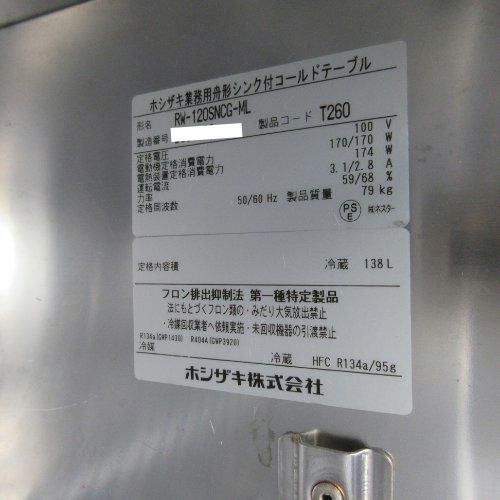 ホシザキ業務用舟形シンク付コールドテーブル
形名 RW-120SNCG-ML
製造番号 製品コード T260
定格電圧 100 V
電動機定格消費電力 170/170 W
電熱装置定格消費電力 174 W
運転電流 3.1/2.8 A
力率 59/68 %
定格周波数 50/60 Hz 製品質量 79 kg
PS E ㈱ネスター
定格内容積 冷蔵 138 L
フロン排出抑制法 第一種特定製品
法にもとづくフロン類の・みだり大気放出禁止
・冷媒回収業者へ依頼実施・未回収機器の引渡禁止
R134a(GWP1430) R404A(GWP3920)
冷媒 冷蔵 HFC R134a/95g
ホシザキ株式会社